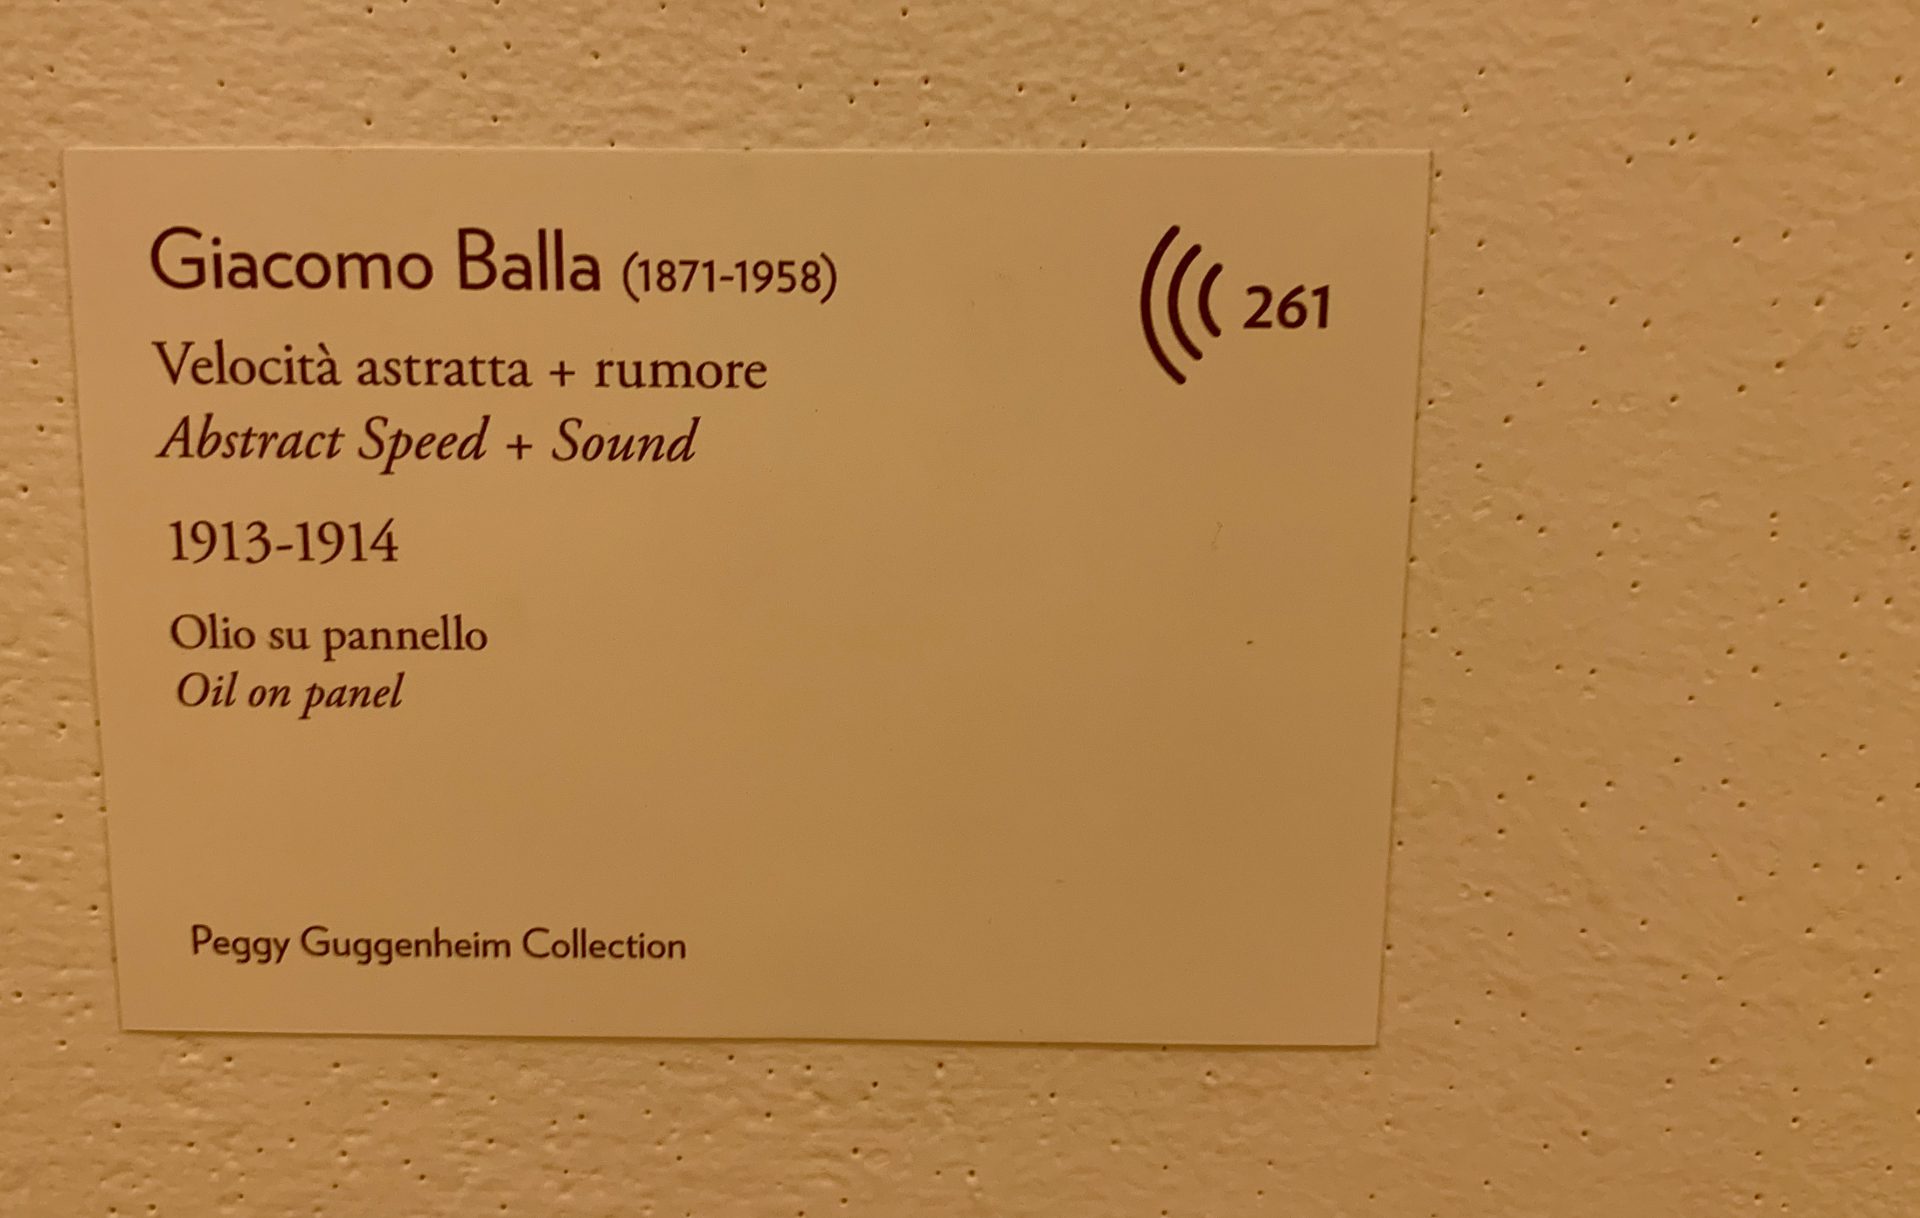 Giacomo Balla (1871-1958)
261
Velocità astratta + rumore
Abstract Speed + Sound
1913-1914
Olio su pannello
Oil on panel
Peggy Guggenheim Collection